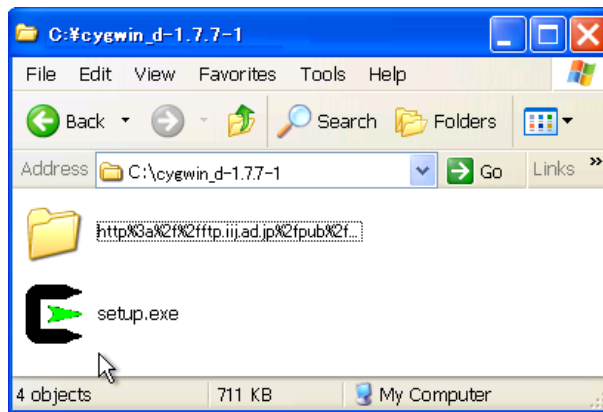 C:¥cygwin_d-1.7.7-1
File Edit View Favorites Tools Help
Back Search Folders
Address C:\cygwin_d-1.7.7-1 Go Links »
http%3a%2f%2fftp.iij.ad.jp%2fpub%2f...
setup.exe
4 objects 711 KB My Computer